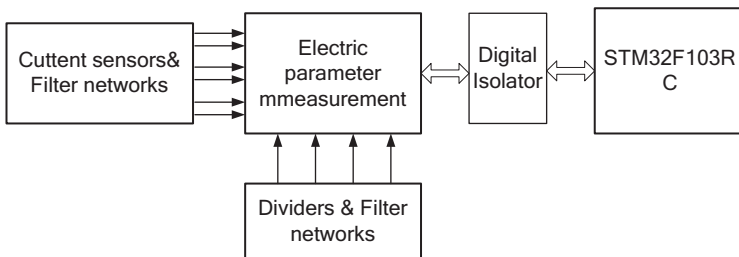 Cuttent sensors&
Filter networks
Electric
parameter
mmeasurement
Digital
Isolator
STM32F103R
C
Dividers & Filter
networks